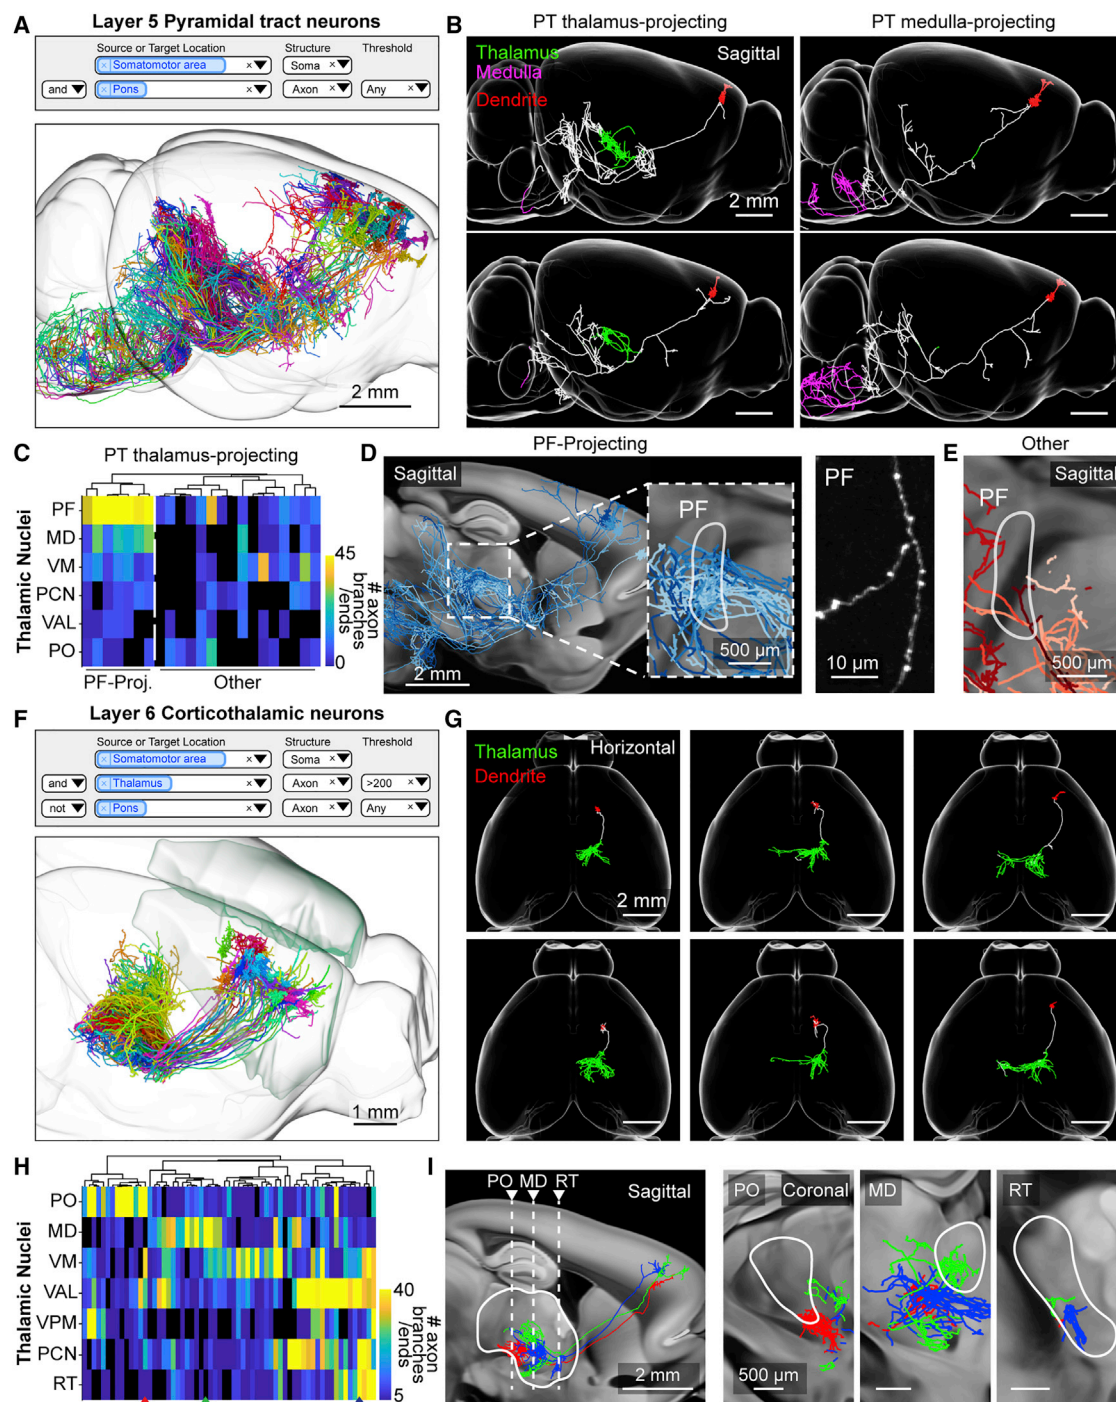 A
Layer 5 Pyramidal tract neurons
Source or Target Location Structure Threshold
× Somatomotor area × Soma ×
and × Pons × Axon × Any ×
2 mm
B
PT thalamus-projecting PT medulla-projecting
Thalamus
Medulla
Dendrite
Sagittal
2 mm
C
PT thalamus-projecting
Thalamic Nuclei
PF
MD
VM
PCN
VAL
PO
45
0
# axon branches /ends
PF-Proj. Other
D
PF-Projecting
Sagittal
2 mm
PF
500 µm
PF
10 µm
E
Other
Sagittal
PF
500 µm
F
Layer 6 Corticothalamic neurons
Source or Target Location Structure Threshold
× Somatomotor area × Soma ×
and × Thalamus × Axon × >200 ×
not × Pons × Axon × Any ×
1 mm
G
Thalamus
Dendrite
Horizontal
2 mm
H
Thalamic Nuclei
PO
MD
VM
VAL
VPM
PCN
RT
40
5
# axon branches /ends
I
PO MD RT
Sagittal
2 mm
PO Coronal
500 µm
MD
RT